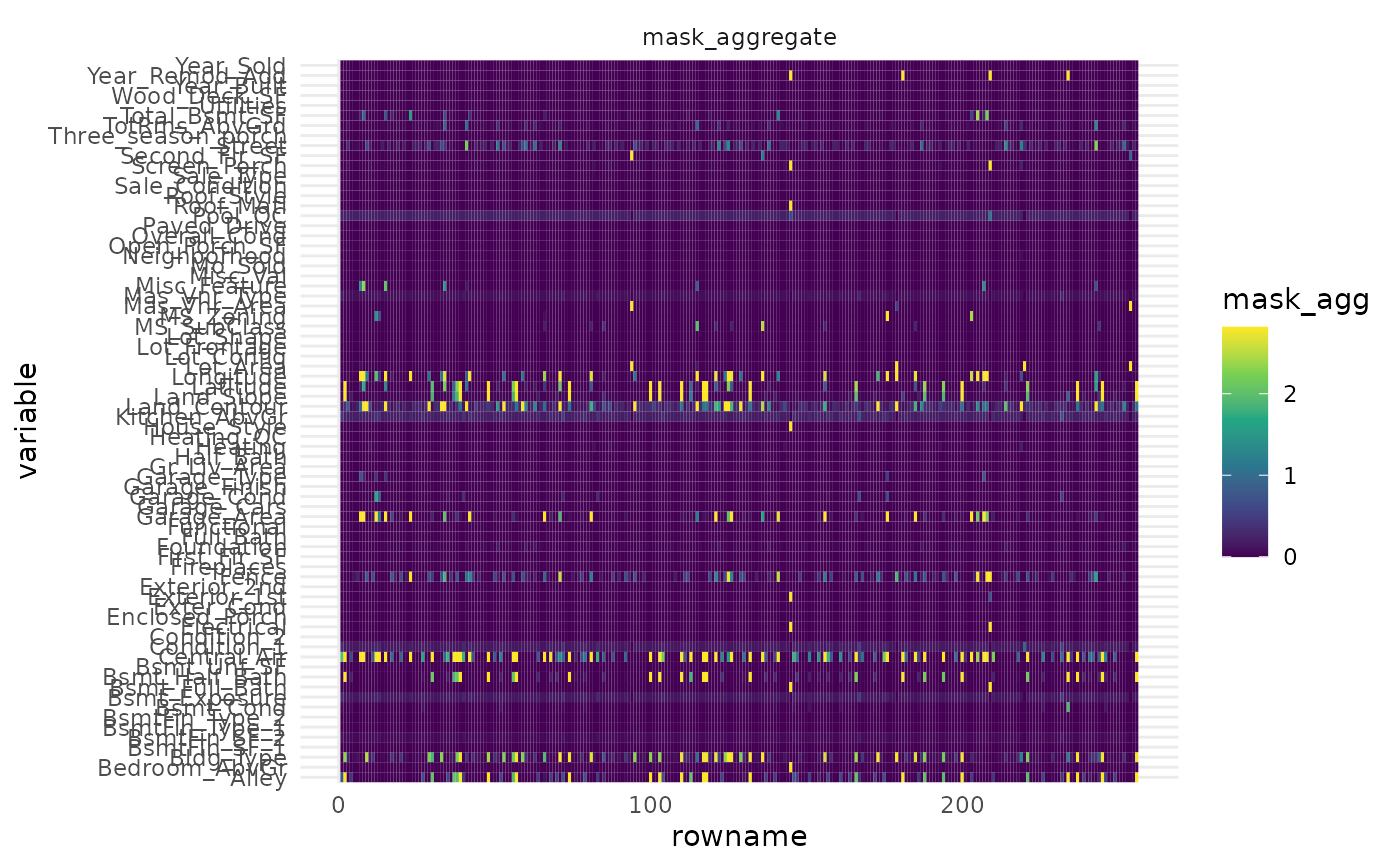 mask_aggregate
Year_Sold
Year_Remod_Add
Year_Built
Wood_Deck_SF
Utilities
Total_Bsmt_SF
TotRms_AbvGrd
Three_season_porch
Street
Second_Flr_SF
Screen_Porch
Sale_Type
Sale_Condition
Roof_Style
Roof_Matl
Pool_QC
Paved_Drive
Overall_Cond
Open_Porch_SF
Neighborhood
Mo_Sold
Misc_Val
Misc_Feature
Mas_Vnr_Type
Mas_Vnr_Area
MS_Zoning
MS_SubClass
Lot_Shape
Lot_Frontage
Lot_Config
Lot_Area
Longitude
Latitude
Land_Slope
Land_Contour
Kitchen_AbvGr
House_Style
Heating_QC
Heating
Half_Bath
Gr_Liv_Area
Garage_Type
Garage_Finish
Garage_Cond
Garage_Cars
Garage_Area
Functional
Full_Bath
Foundation
First_Flr_SF
Fireplaces
Fence
Exterior_2nd
Exterior_1st
Exter_Cond
Enclosed_Porch
Electrical
Condition_2
Condition_1
Central_Air
Bsmt_Unf_SF
Bsmt_Half_Bath
Bsmt_Full_Bath
Bsmt_Exposure
Bsmt_Cond
BsmtFin_Type_2
BsmtFin_Type_1
BsmtFin_SF_2
BsmtFin_SF_1
Bldg_Type
Bedroom_AbvGr
Alley
variable
0 100 200
rowname
mask_agg
2
1
0